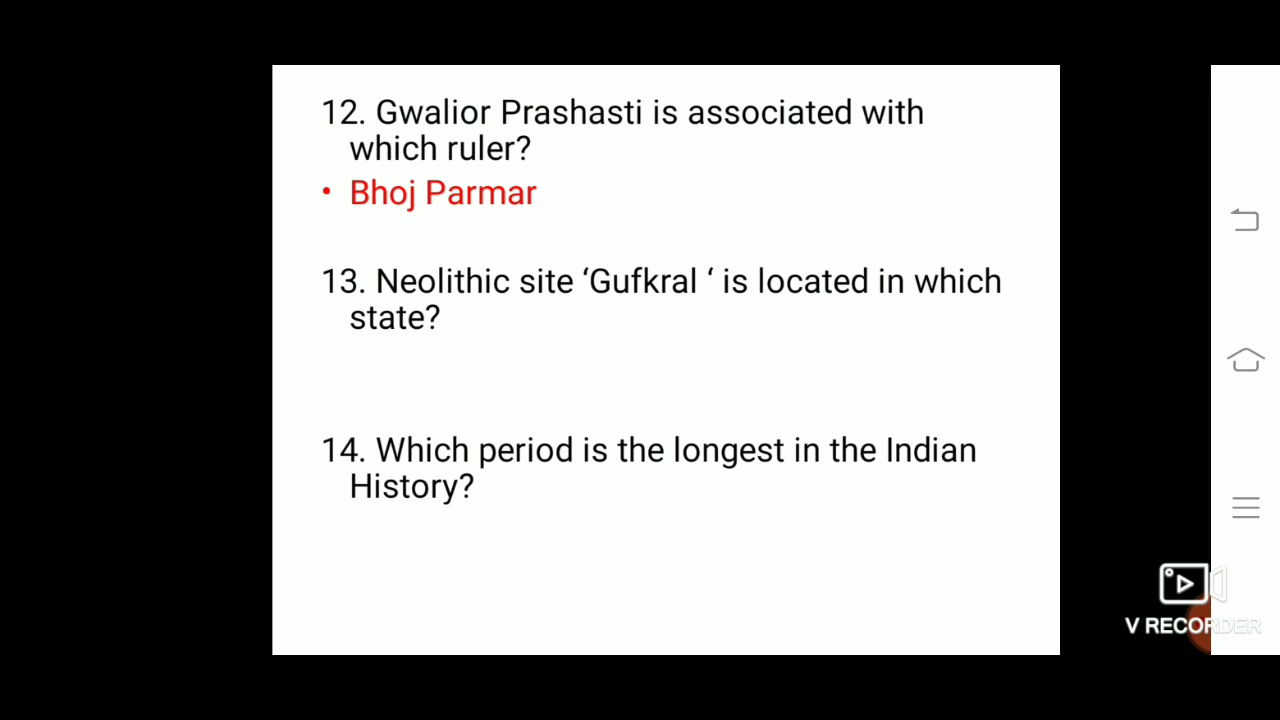 12. Gwalior Prashasti is associated with
which ruler?
• Bhoj Parmar
13. Neolithic site ‘Gufkral ‘ is located in which
state?
14. Which period is the longest in the Indian
History?
V RECORDER